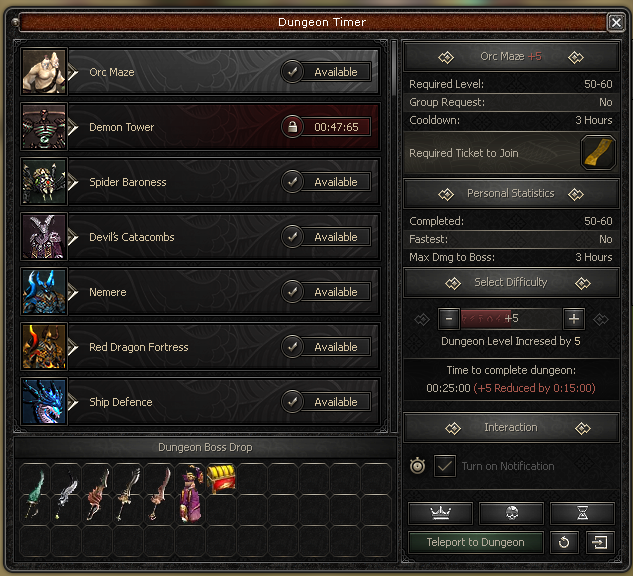 Dungeon Timer
Orc Maze
Available
Demon Tower
00:47:65
Spider Baroness
Available
Devil's Catacombs
Available
Nemere
Available
Red Dragon Fortress
Available
Ship Defence
Available
Dungeon Boss Drop
Orc Maze +5
Required Level: 50-60
Group Request: No
Cooldown: 3 Hours
Required Ticket to Join
Personal Statistics
Completed: 50-60
Fastest: No
Max Dmg to Boss: 3 Hours
Select Difficulty
+5
Dungeon Level Incresed by 5
Time to complete dungeon:
00:25:00 (+5 Reduced by 0:15:00)
Interaction
Turn on Notification
Teleport to Dungeon